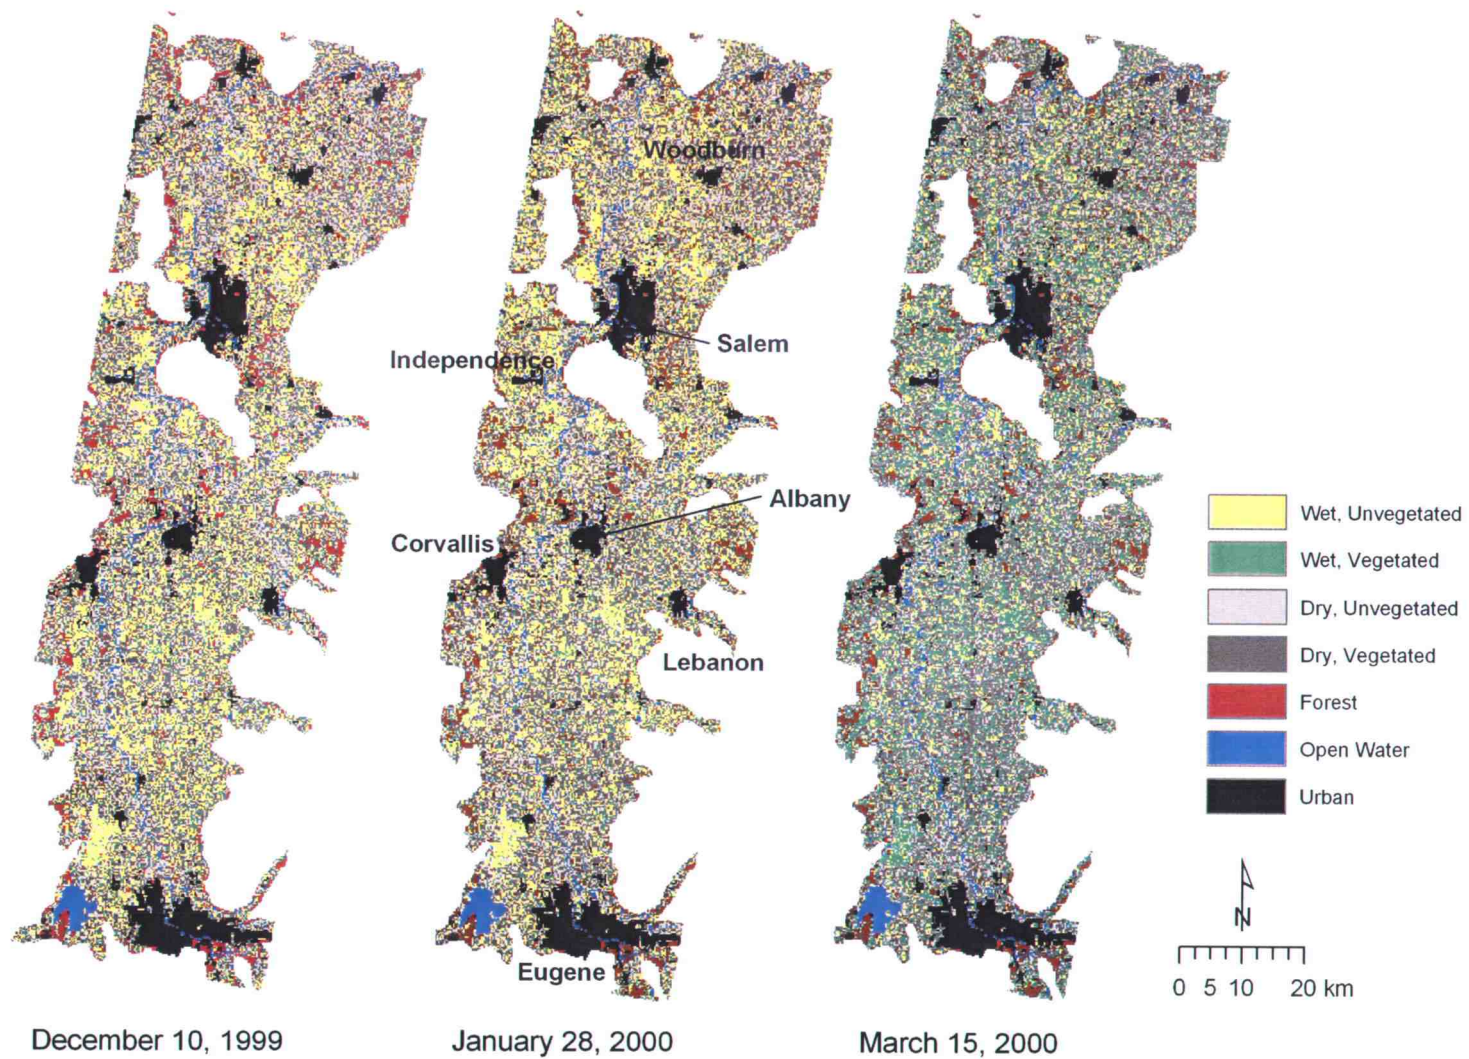 Woodburn
Independence
Salem
Albany
Corvallis
Lebanon
Eugene
Wet, Unvegetated
Wet, Vegetated
Dry, Unvegetated
Dry, Vegetated
Forest
Open Water
Urban
N
0 5 10 20 km
December 10, 1999
January 28, 2000
March 15, 2000